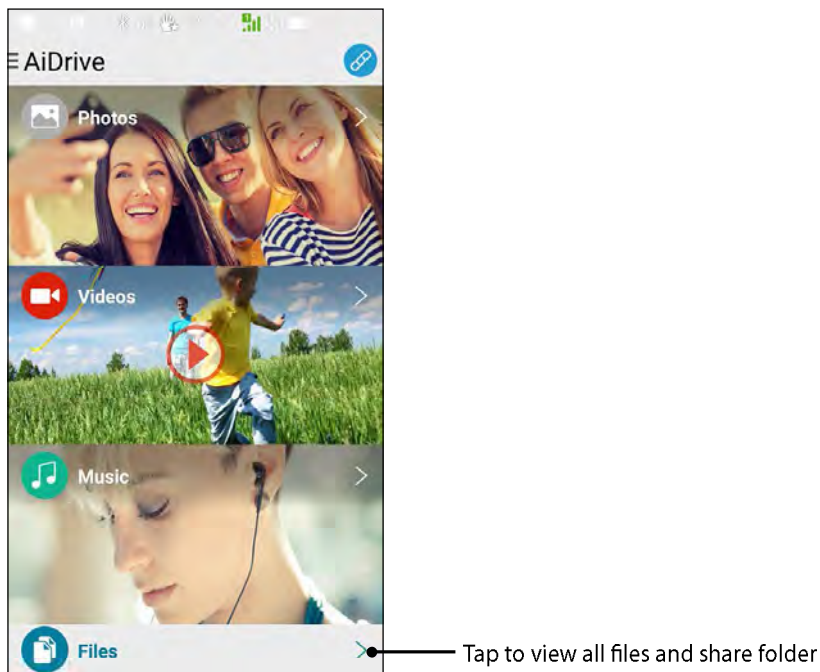 AiDrive
Photos
Videos
Music
Files
Tap to view all files and share folder